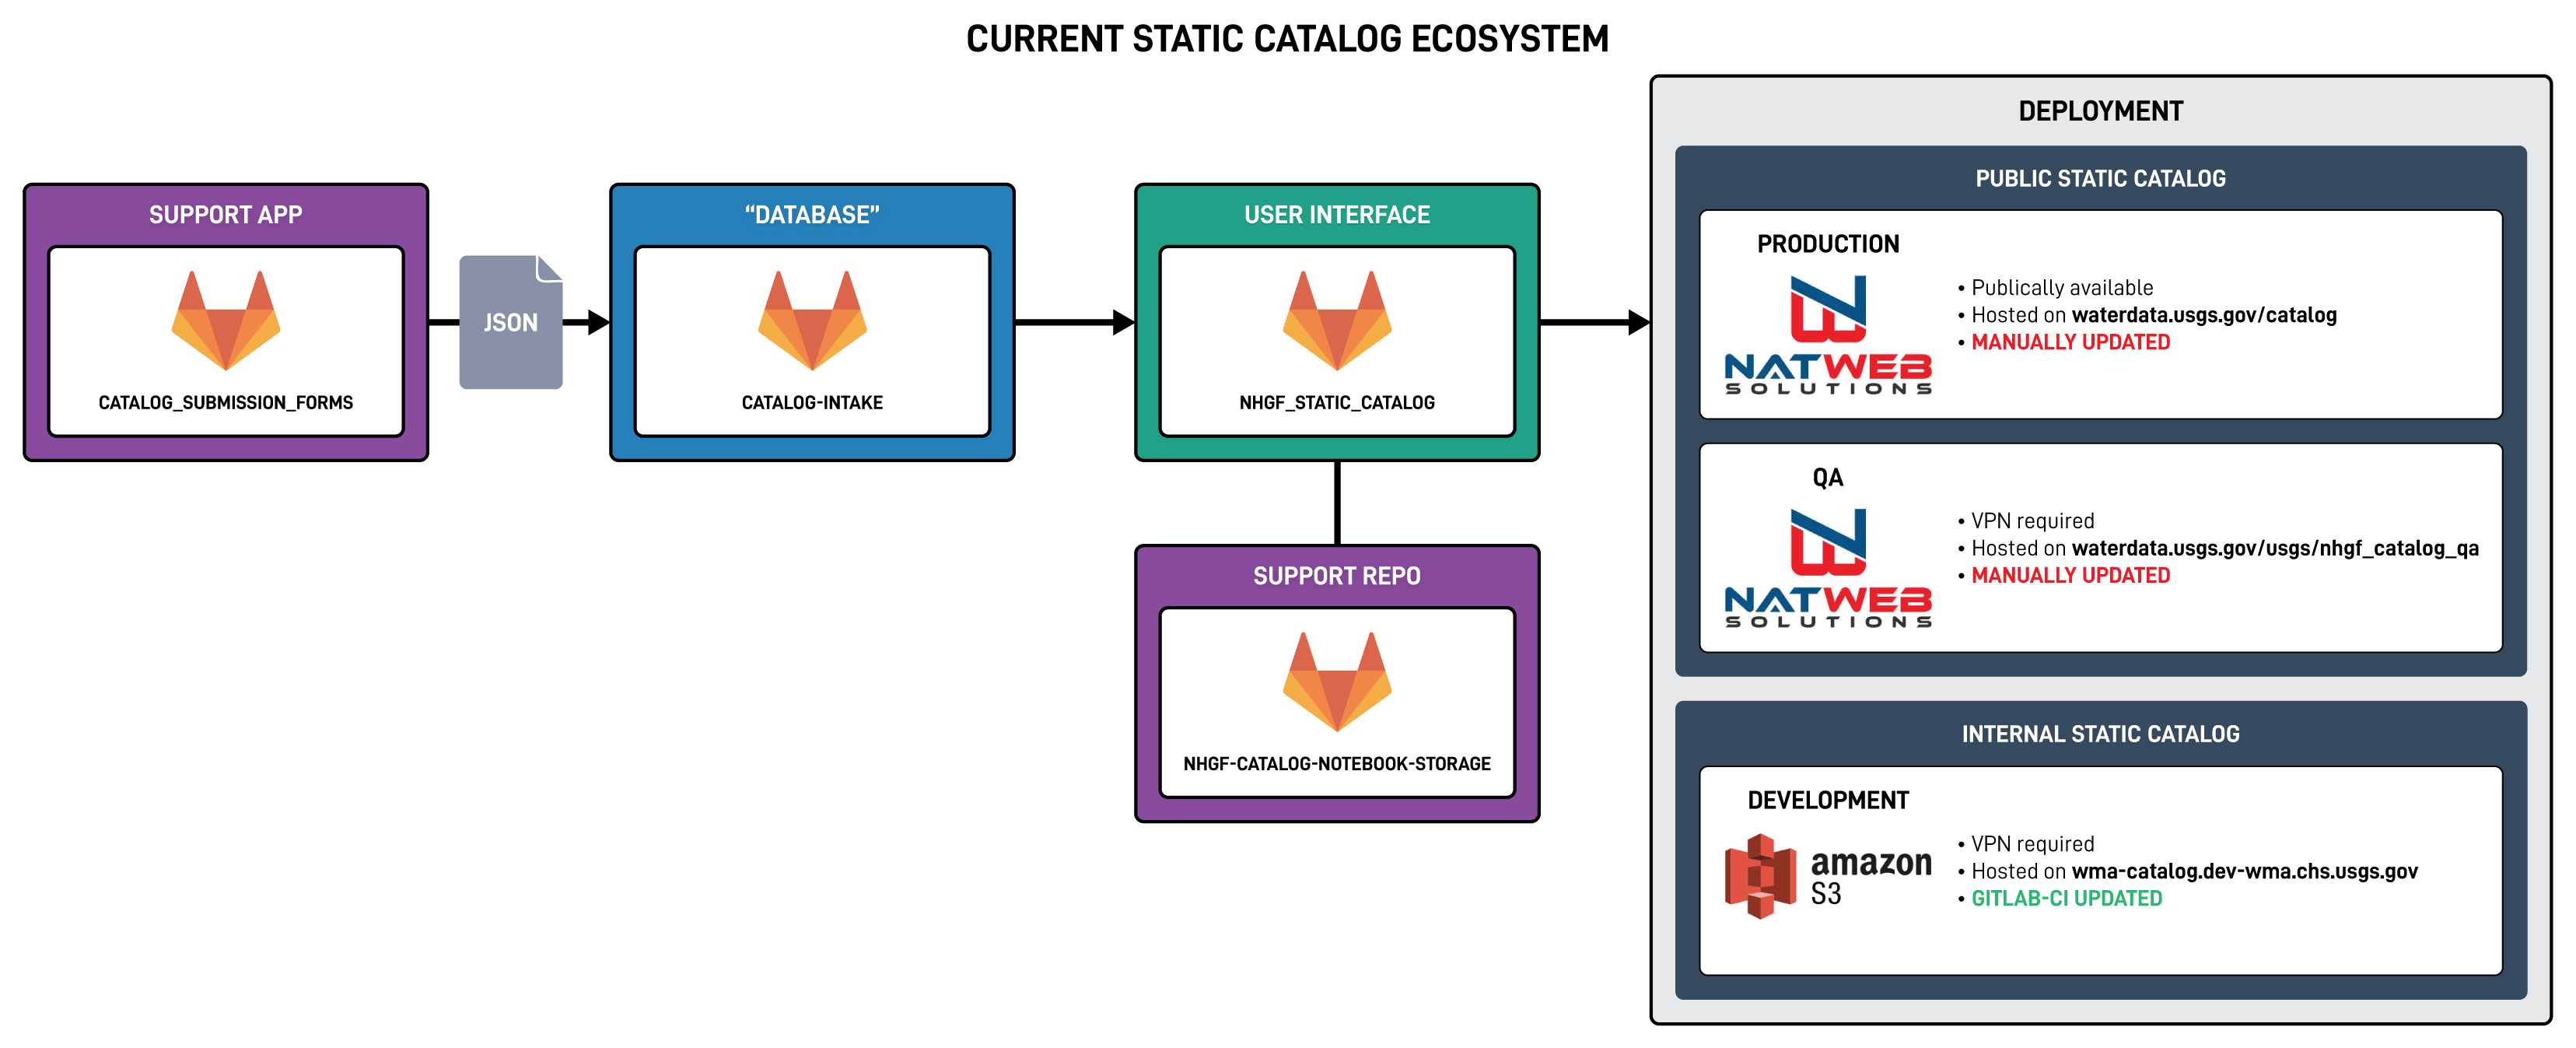 CURRENT STATIC CATALOG ECOSYSTEM
SUPPORT APP
CATALOG_SUBMISSION_FORMS
JSON
“DATABASE”
CATALOG-INTAKE
USER INTERFACE
NHGF_STATIC_CATALOG
SUPPORT REPO
NHGF-CATALOG-NOTEBOOK-STORAGE
DEPLOYMENT
PUBLIC STATIC CATALOG
PRODUCTION
NATWEB
SOLUTIONS
• Publically available
• Hosted on waterdata.usgs.gov/catalog
• MANUALLY UPDATED
QA
NATWEB
SOLUTIONS
• VPN required
• Hosted on waterdata.usgs.gov/usgs/nhgf_catalog_qa
• MANUALLY UPDATED
INTERNAL STATIC CATALOG
DEVELOPMENT
amazon
S3
• VPN required
• Hosted on wma-catalog.dev-wma.chs.usgs.gov
• GITLAB-CI UPDATED